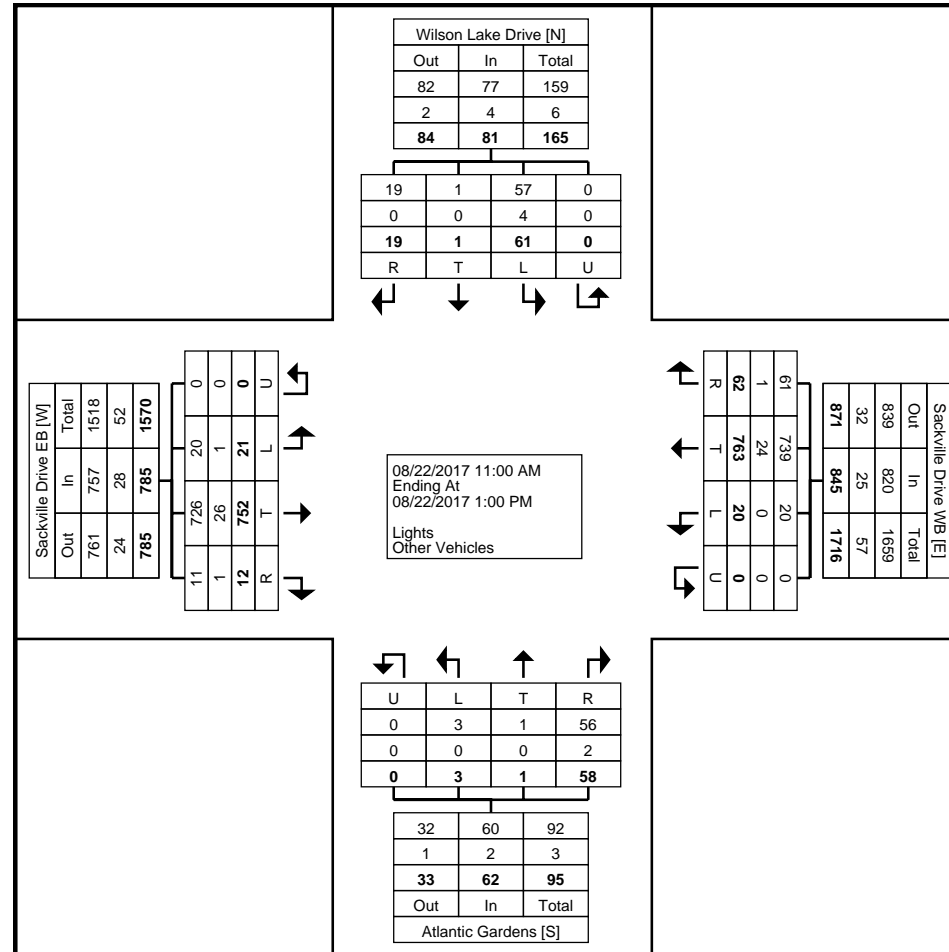 Wilson Lake Drive [N]
Out In Total
82 77 159
2 4 6
84 81 165
19 1 57 0
0 0 4 0
19 1 61 0
R T L U
Sackville Drive EB [W]
Total In Out
1518 757 761
52 28 24
1570 785 785
0 20 726 11
0 1 26 1
0 21 752 12
U L T R
08/22/2017 11:00 AM
Ending At
08/22/2017 1:00 PM
Lights
Other Vehicles
Sackville Drive WB [E]
Out In Total
839 820 1659
32 25 57
871 845 1716
61 739 20 0
1 24 0 0
62 763 20 0
R T L U
U L T R
0 3 1 56
0 0 0 2
0 3 1 58
32 60 92
1 2 3
33 62 95
Out In Total
Atlantic Gardens [S]